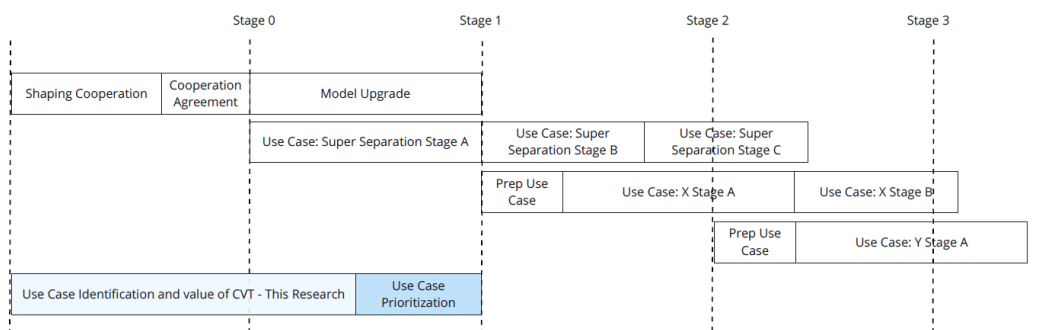 Stage 0
Stage 1
Stage 2
Stage 3
Shaping Cooperation
Cooperation
Agreement
Model Upgrade
Use Case: Super Separation Stage A
Use Case: Super
Separation Stage B
Use Case: Super
Separation Stage C
Prep Use
Case
Use Case: X Stage A
Use Case: X Stage B
Prep Use
Case
Use Case: Y Stage A
Use Case Identification and value of CVT - This Research
Use Case
Prioritization